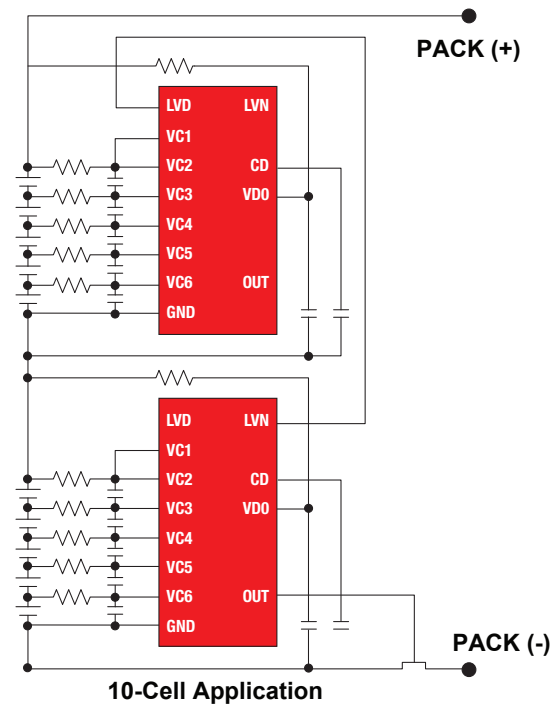 PACK (+)
LVD LVN
VC1
VC2 CD
VC3 VD0
VC4
VC5
VC6 OUT
GND
LVD LVN
VC1
VC2 CD
VC3 VD0
VC4
VC5
VC6 OUT
GND
PACK (-)
10-Cell Application